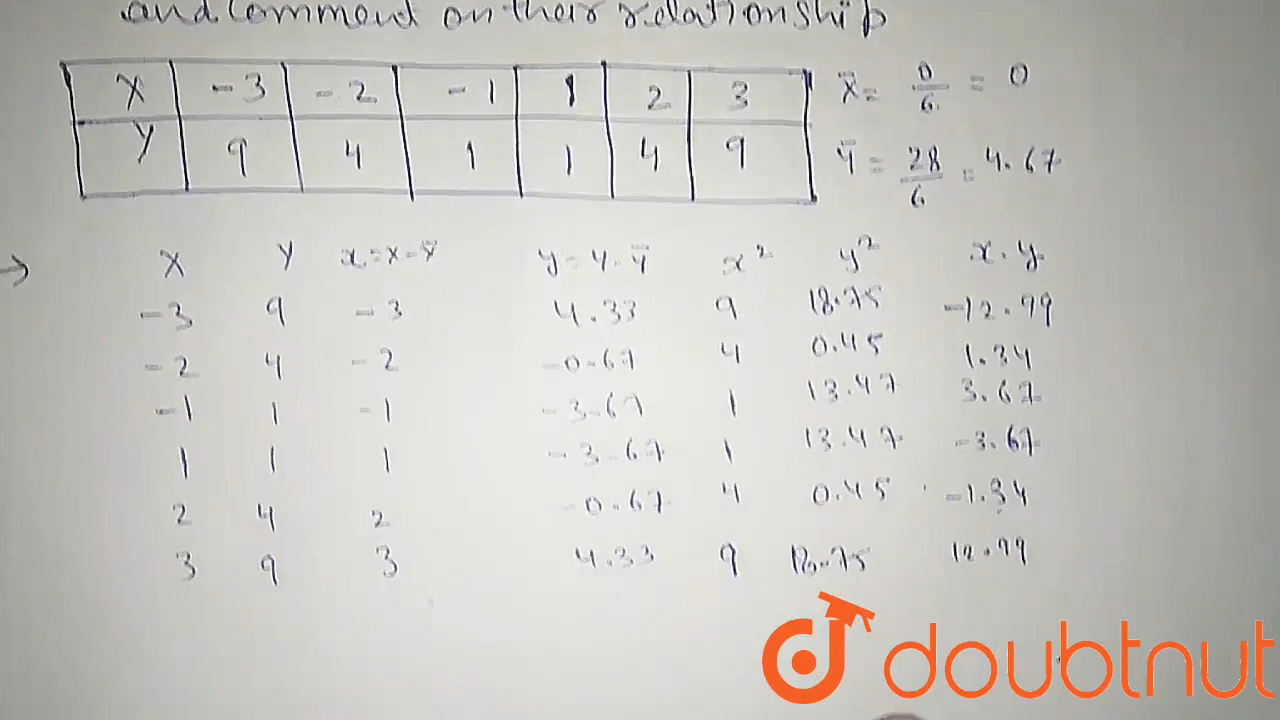 and Comment on their relationship
X -3 -2 -1 1 2 3
Y 9 4 1 1 4 9
X̄ = 0/6 = 0
Ȳ = 28/6 = 4.67
→ X Y x=X-X̄ y=Y-Ȳ x² y² x.y
-3 9 -3 4.33 9 18.75 -12.99
-2 4 -2 -0.67 4 0.45 1.34
-1 1 -1 -3.67 1 13.47 3.67
1 1 1 -3.67 1 13.47 -3.67
2 4 2 -0.67 4 0.45 -1.34
3 9 3 4.33 9 18.75 12.99
doubtnut